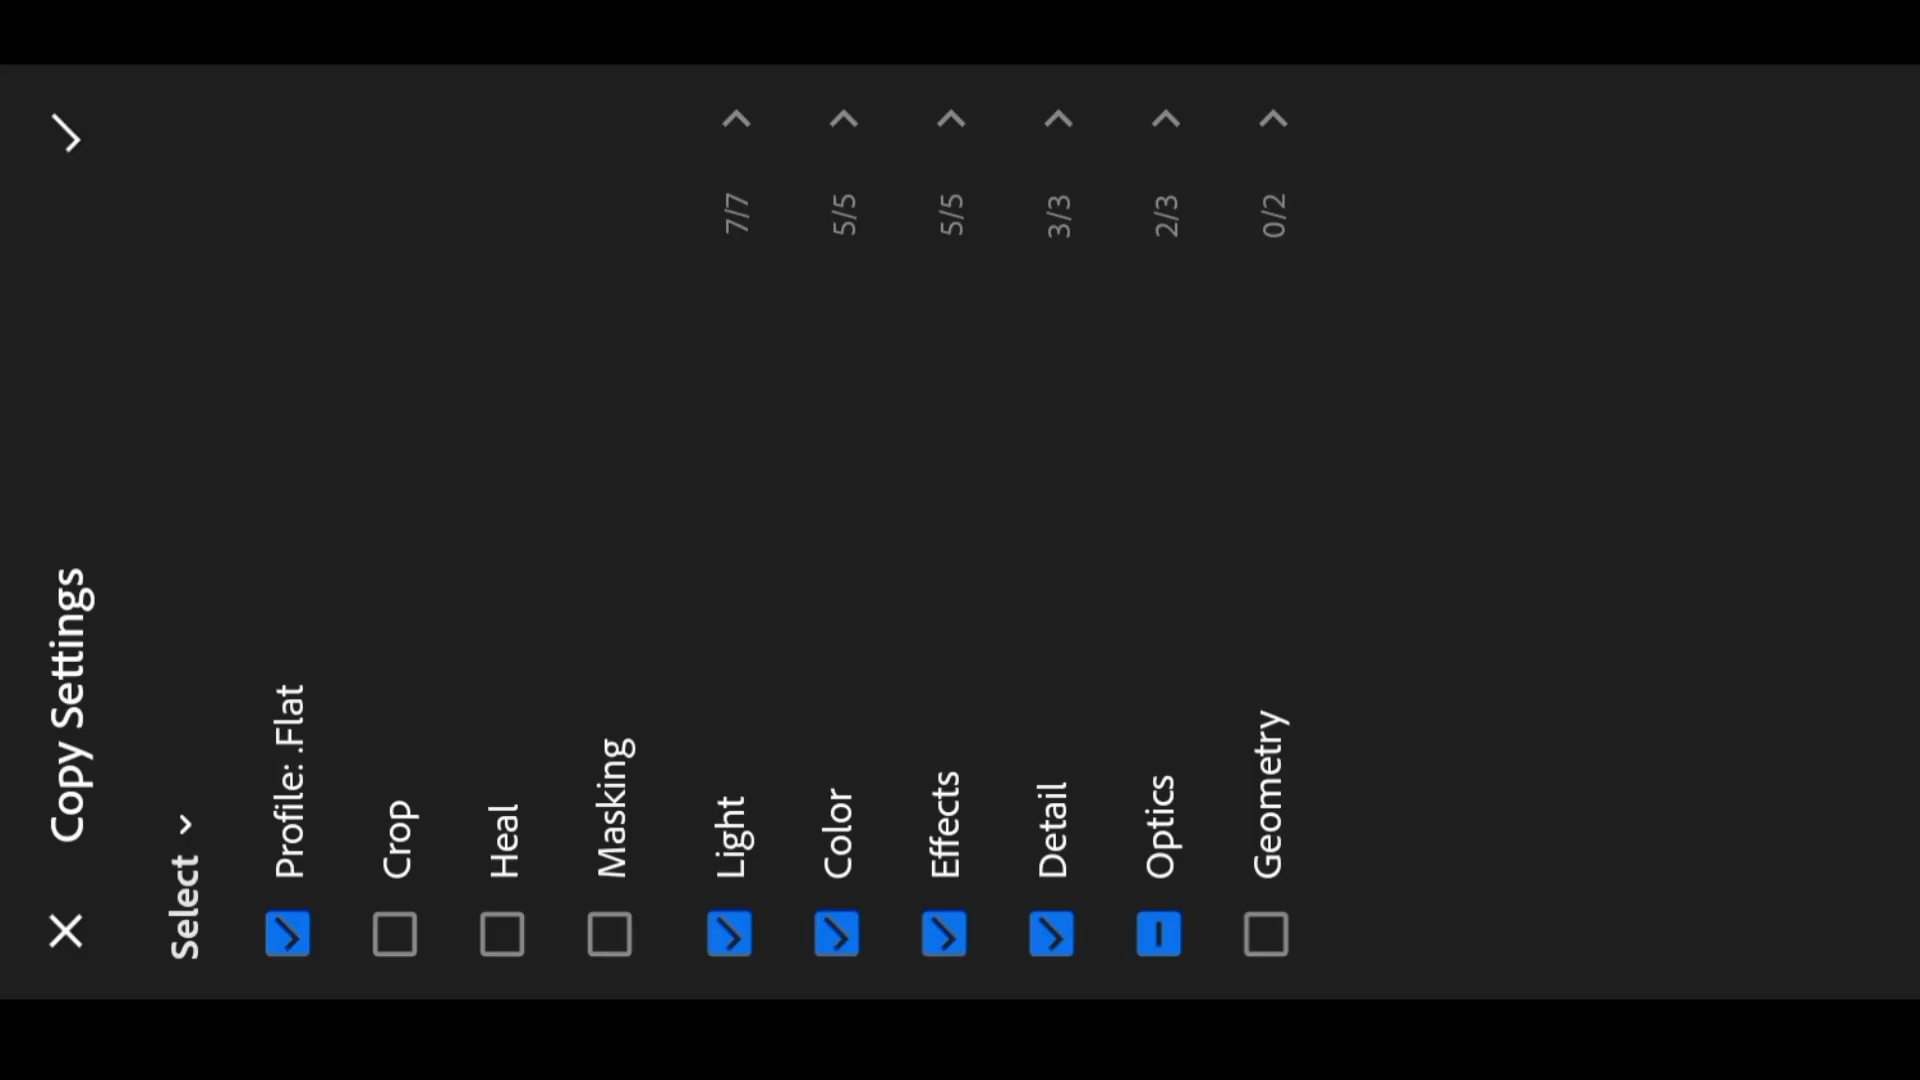 Copy Settings
Select
Profile: .Flat
Crop
Heal
Masking
Light 7/7
Color 5/5
Effects 5/5
Detail 3/3
Optics 2/3
Geometry 0/2